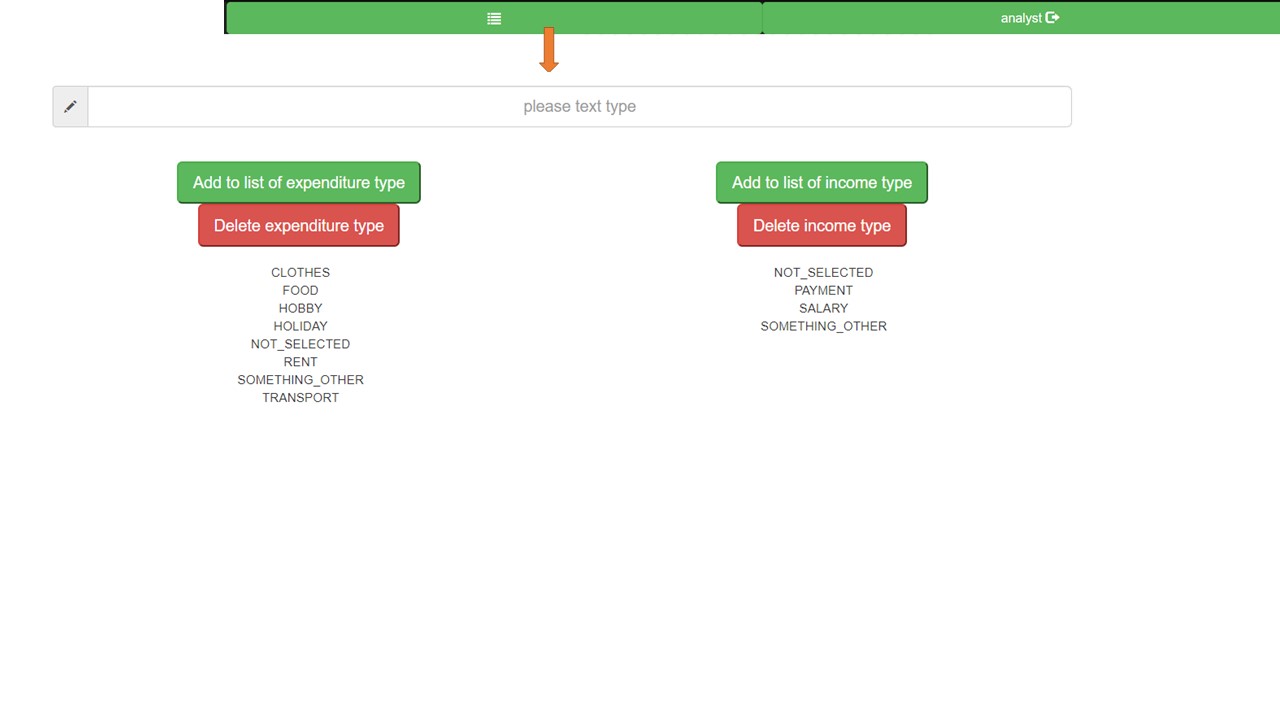 analyst
please text type
Add to list of expenditure type
Delete expenditure type
CLOTHES
FOOD
HOBBY
HOLIDAY
NOT_SELECTED
RENT
SOMETHING_OTHER
TRANSPORT
Add to list of income type
Delete income type
NOT_SELECTED
PAYMENT
SALARY
SOMETHING_OTHER